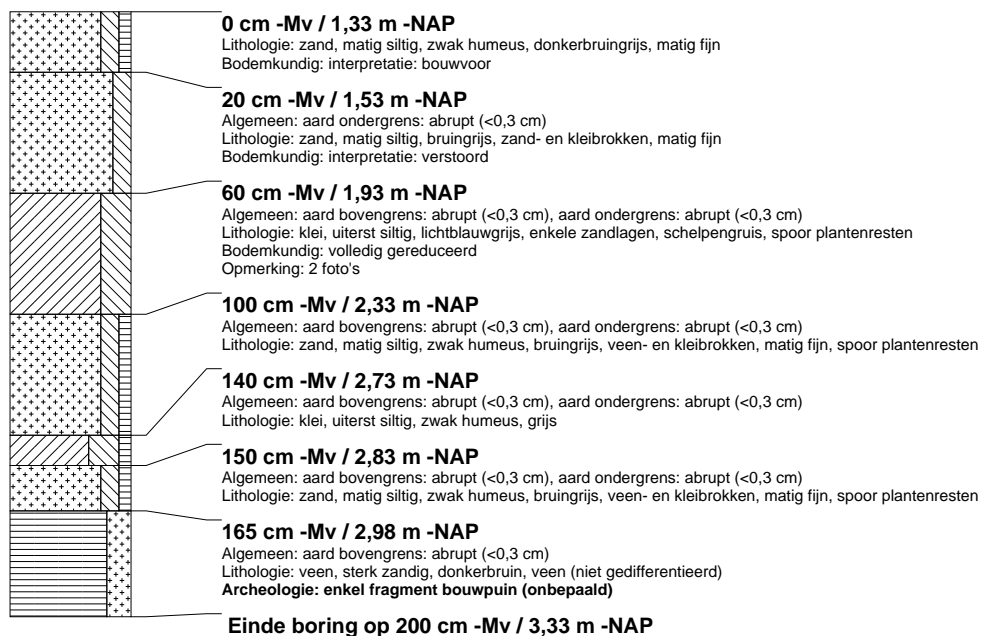 0 cm -Mv / 1,33 m -NAP
Lithologie: zand, matig siltig, zwak humeus, donkerbruingrijs, matig fijn
Bodemkundig: interpretatie: bouwvoor
20 cm -Mv / 1,53 m -NAP
Algemeen: aard ondergrens: abrupt (<0,3 cm)
Lithologie: zand, matig siltig, bruingrijs, zand- en kleibrokken, matig fijn
Bodemkundig: interpretatie: verstoord
60 cm -Mv / 1,93 m -NAP
Algemeen: aard bovengrens: abrupt (<0,3 cm), aard ondergrens: abrupt (<0,3 cm)
Lithologie: klei, uiterst siltig, lichtblauwgrijs, enkele zandlagen, schelpengruis, spoor plantenresten
Bodemkundig: volledig gereduceerd
Opmerking: 2 foto's
100 cm -Mv / 2,33 m -NAP
Algemeen: aard bovengrens: abrupt (<0,3 cm), aard ondergrens: abrupt (<0,3 cm)
Lithologie: zand, matig siltig, zwak humeus, bruingrijs, veen- en kleibrokken, matig fijn, spoor plantenresten
140 cm -Mv / 2,73 m -NAP
Algemeen: aard bovengrens: abrupt (<0,3 cm), aard ondergrens: abrupt (<0,3 cm)
Lithologie: klei, uiterst siltig, zwak humeus, grijs
150 cm -Mv / 2,83 m -NAP
Algemeen: aard bovengrens: abrupt (<0,3 cm), aard ondergrens: abrupt (<0,3 cm)
Lithologie: zand, matig siltig, zwak humeus, bruingrijs, veen- en kleibrokken, matig fijn, spoor plantenresten
165 cm -Mv / 2,98 m -NAP
Algemeen: aard bovengrens: abrupt (<0,3 cm)
Lithologie: veen, sterk zandig, donkerbruin, veen (niet gedifferentieerd)
Archeologie: enkel fragment bouwpuin (onbepaald)
Einde boring op 200 cm -Mv / 3,33 m -NAP